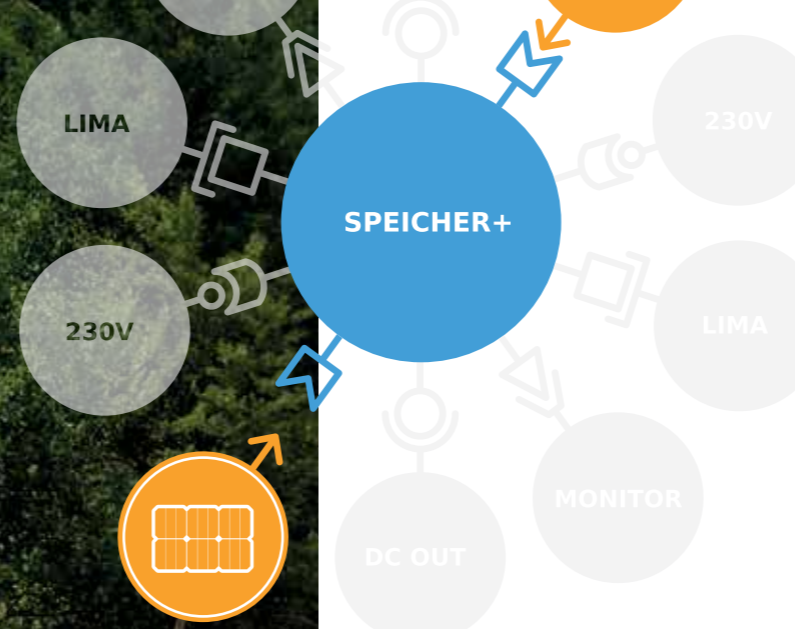 LIMA
230V
SPEICHER+
230V
LIMA
MONITOR
DC OUT